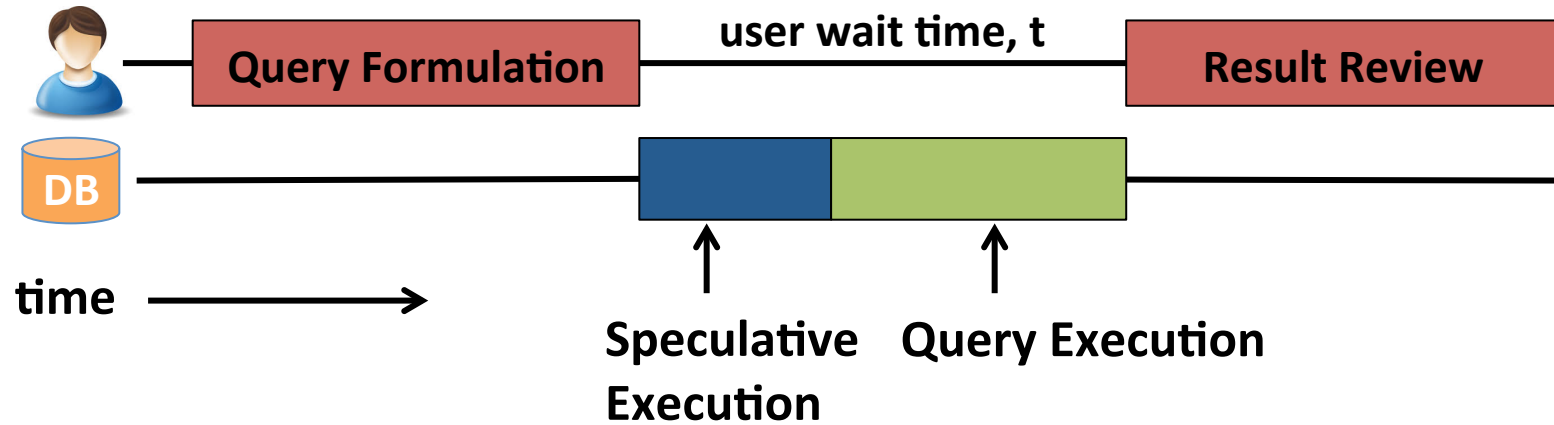 user wait time, t
Query Formulation
Result Review
DB
time
Speculative
Execution
Query Execution